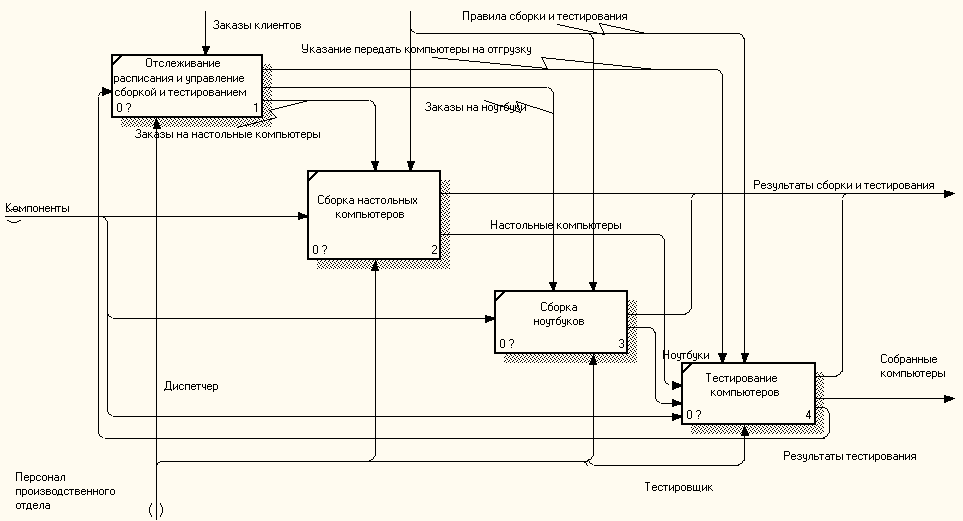 Правила сборки и тестирования
Заказы клиентов
Указание передать компьютеры на отгрузку
Отслеживание
расписания и управление
сборкой и тестированием
0 ? 1
Заказы на ноутбуки
Заказы на настольные компьютеры
Результаты сборки и тестирования
Сборка настольных
компьютеров
0 ? 2
Компоненты
Настольные компьютеры
Сборка
ноутбуков
0 ? 3
Ноутбуки
Собранные
компьютеры
Тестирование
компьютеров
0 ? 4
Диспетчер
Результаты тестирования
Персонал
производственного
отдела
Тестировщик